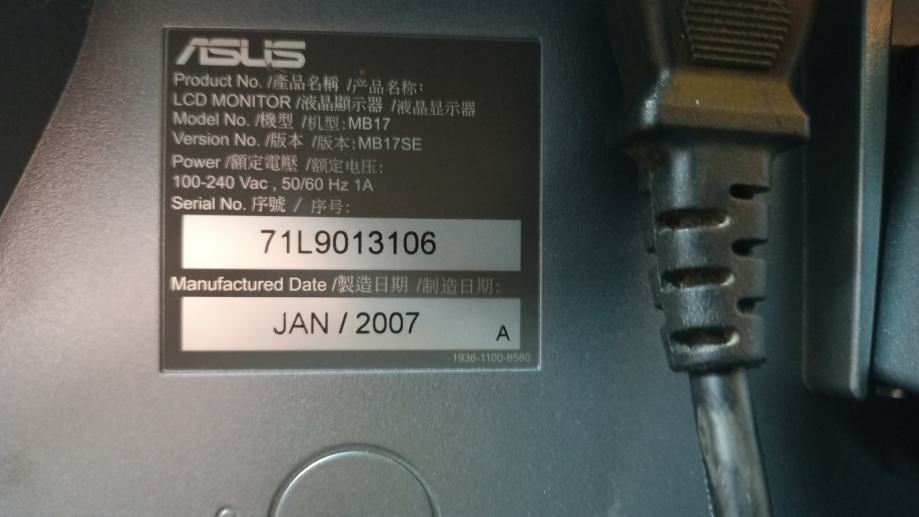 ASUS
Product No. /產品名稱 /产品名称:
LCD MONITOR /液晶顯示器 /液晶显示器
Model No. /機型 /机型: MB17
Version No. /版本 /版本: MB17SE
Power /額定電壓 /额定电压:
100-240 Vac , 50/60 Hz 1A
Serial No. 序號 / 序号:
71L9013106
Manufactured Date /製造日期 /制造日期:
JAN / 2007 A
1936-1100-8580